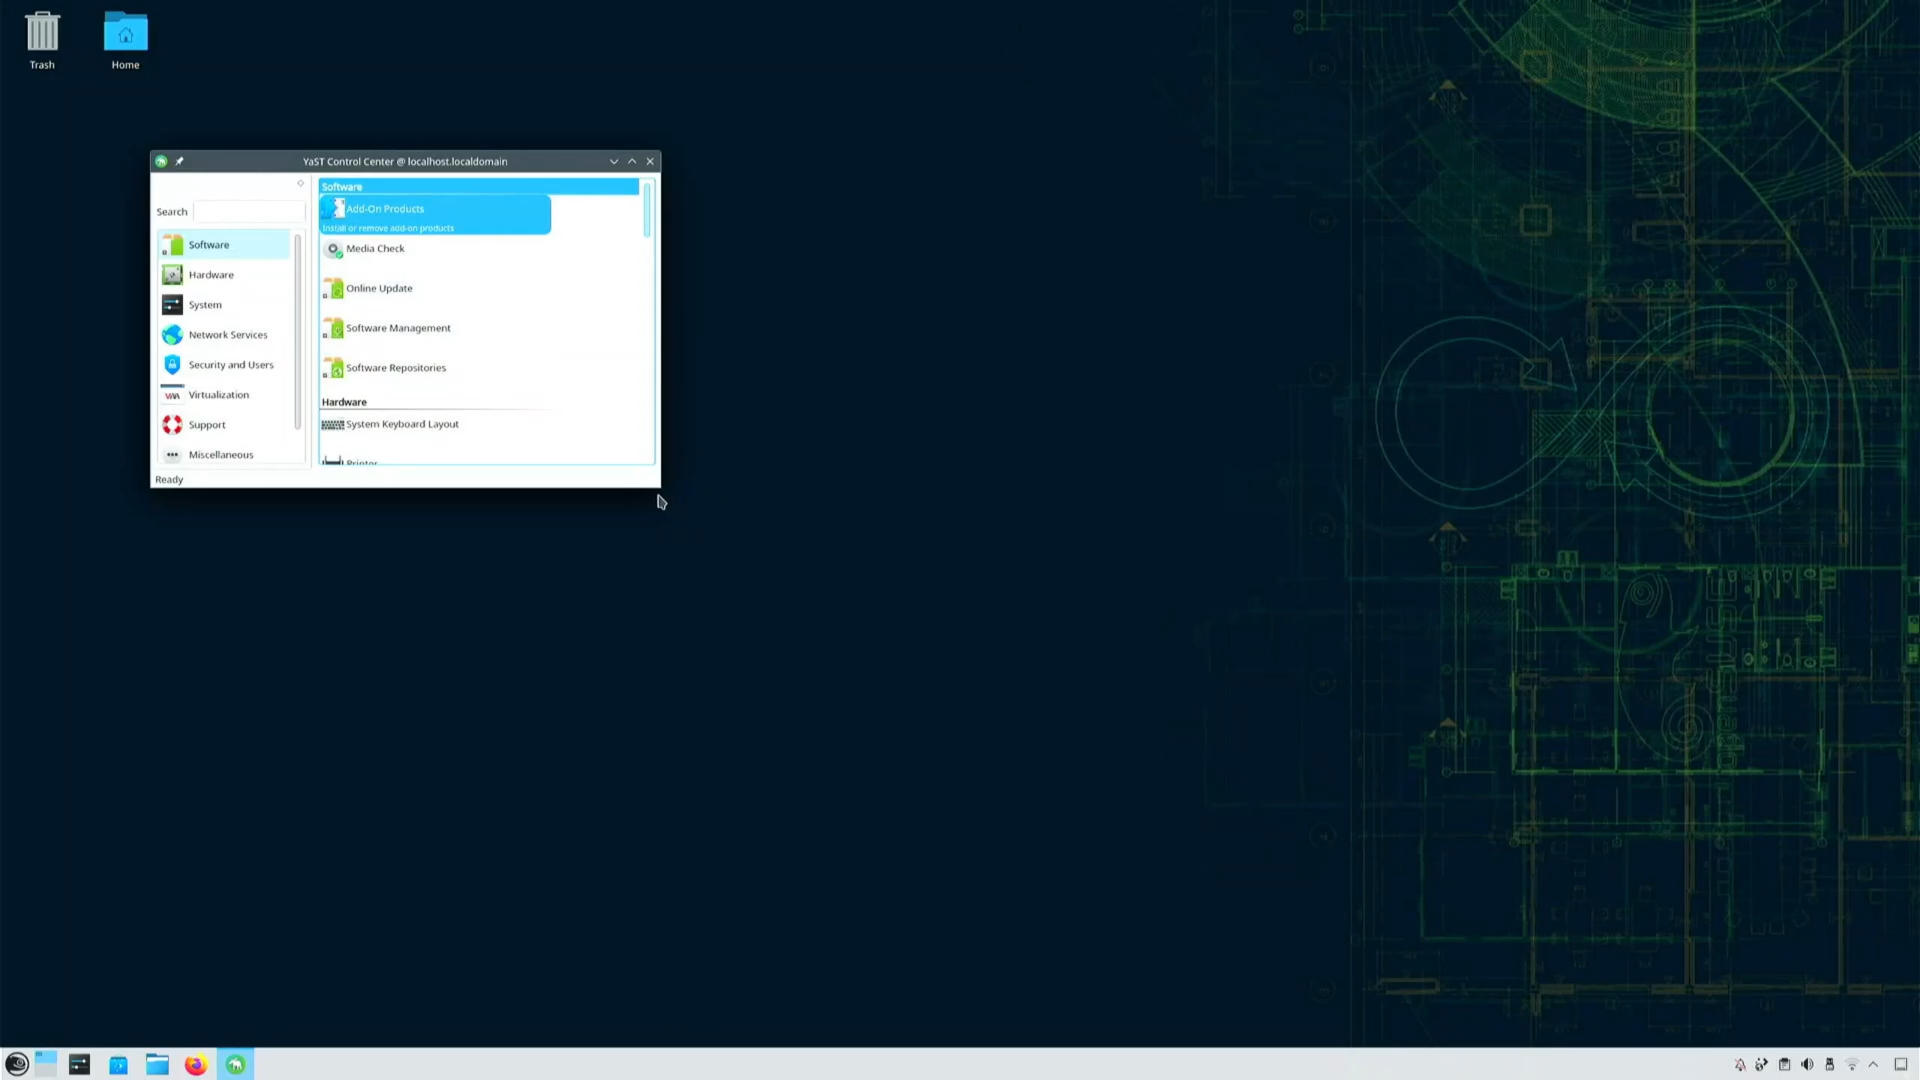 Trash
Home
YaST Control Center @ localhost.localdomain
Search
Software
Hardware
System
Network Services
Security and Users
Virtualization
Support
Miscellaneous
Software
Add-On Products
Install or remove add-on products
Media Check
Online Update
Software Management
Software Repositories
Hardware
System Keyboard Layout
Printer
Ready
openSUSE